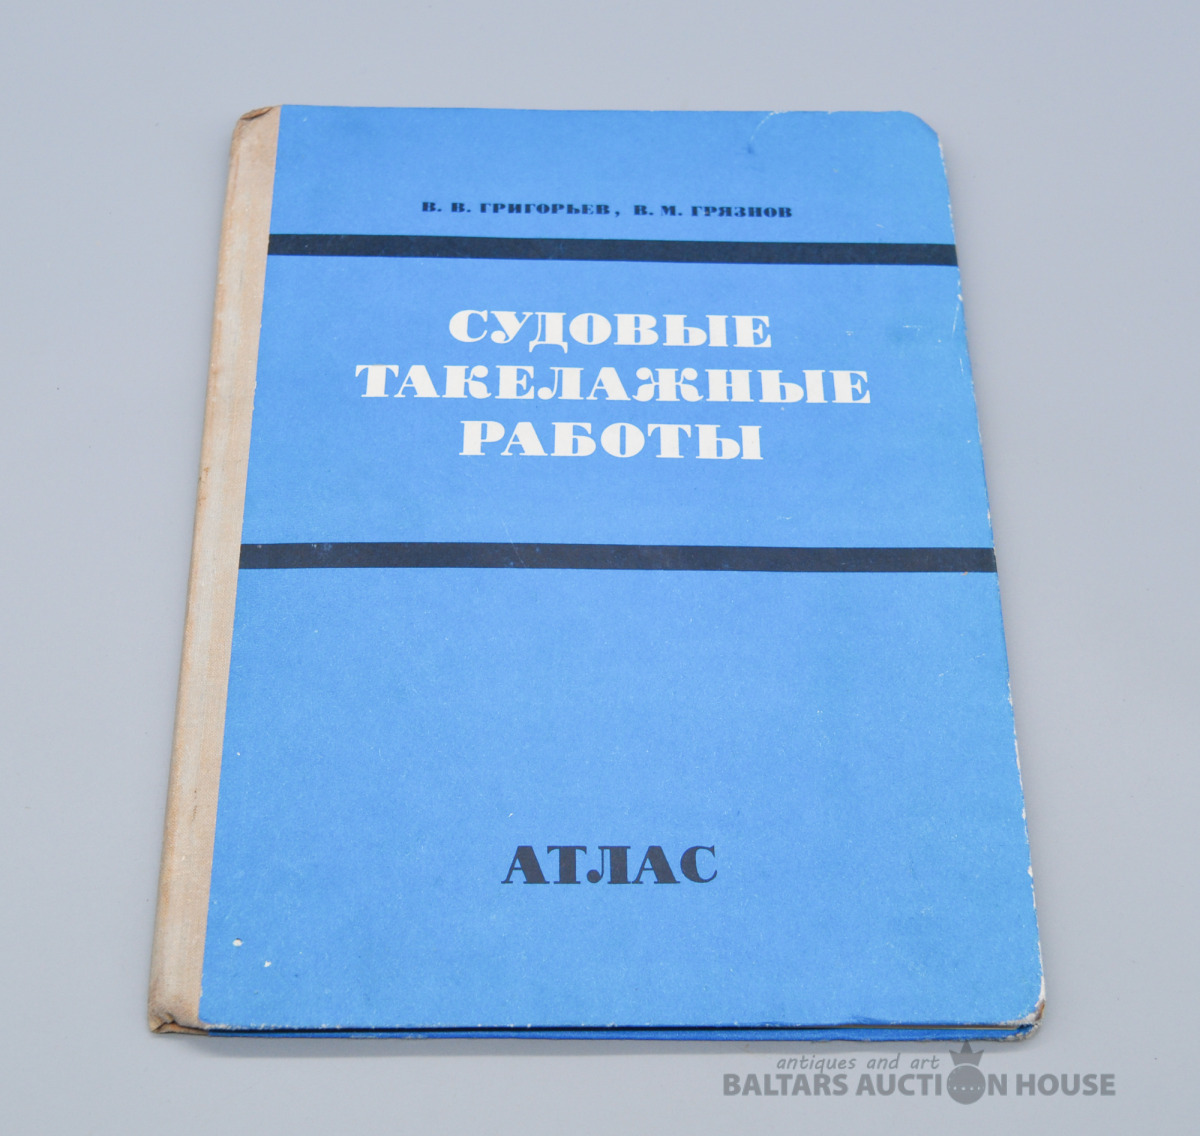 В. В. ГРИГОРЬЕВ, В. М. ГРЯЗНОВ
СУДОВЫЕ
ТАКЕЛАЖНЫЕ
РАБОТЫ
АТЛАС
antiques and art
BALTARS AUCTION HOUSE